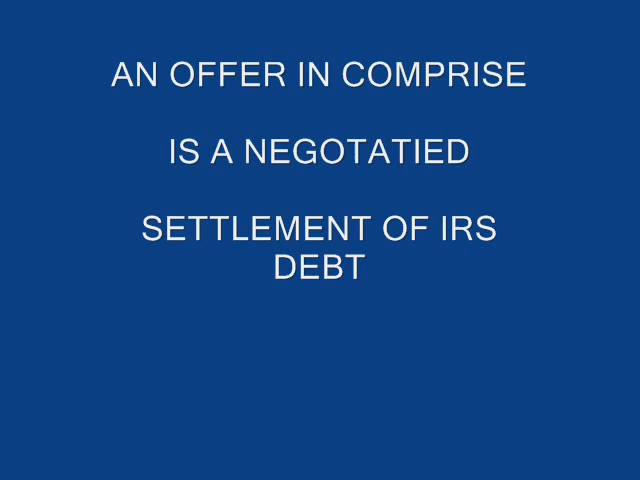 AN OFFER IN COMPRISE
IS A NEGOTATIED
SETTLEMENT OF IRS
DEBT